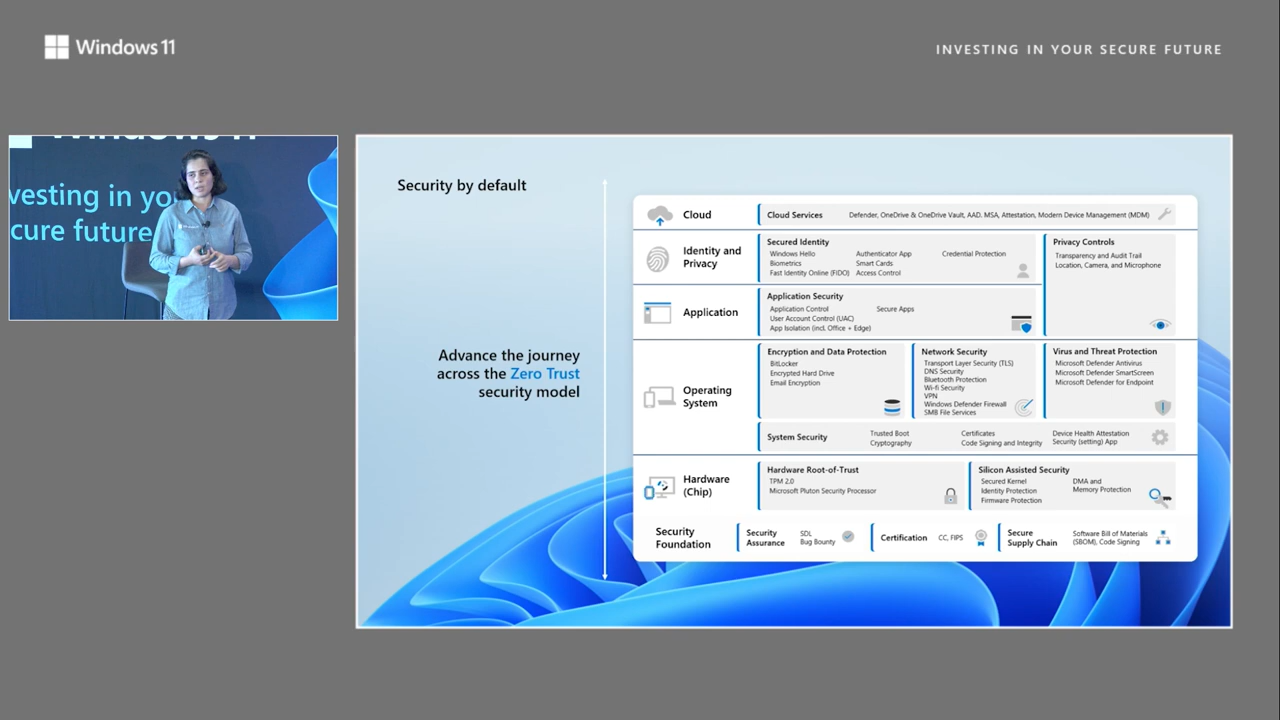 Windows 11
INVESTING IN YOUR SECURE FUTURE
Windows 11
vesting in yo
cure future
Security by default
Advance the journey
across the Zero Trust
security model
Cloud
Cloud Services
Defender, OneDrive & OneDrive Vault, AAD. MSA, Attestation, Modern Device Management (MDM)
Identity and
Privacy
Secured Identity
Windows Hello
Biometrics
Fast Identity Online (FIDO)
Authenticator App
Smart Cards
Access Control
Credential Protection
Privacy Controls
Transparency and Audit Trail
Location, Camera, and Microphone
Application
Application Security
Application Control
User Account Control (UAC)
App Isolation (incl. Office + Edge)
Secure Apps
Operating
System
Encryption and Data Protection
BitLocker
Encrypted Hard Drive
Email Encryption
Network Security
Transport Layer Security (TLS)
DNS Security
Bluetooth Protection
Wi-fi Security
VPN
Windows Defender Firewall
SMB File Services
Virus and Threat Protection
Microsoft Defender Antivirus
Microsoft Defender SmartScreen
Microsoft Defender for Endpoint
System Security
Trusted Boot
Cryptography
Certificates
Code Signing and Integrity
Device Health Attestation
Security (setting) App
Hardware
(Chip)
Hardware Root-of-Trust
TPM 2.0
Microsoft Pluton Security Processor
Silicon Assisted Security
Secured Kernel
Identity Protection
Firmware Protection
DMA and
Memory Protection
Security
Foundation
Security
Assurance
SDL
Bug Bounty
Certification
CC, FIPS
Secure
Supply Chain
Software Bill of Materials
(SBOM), Code Signing